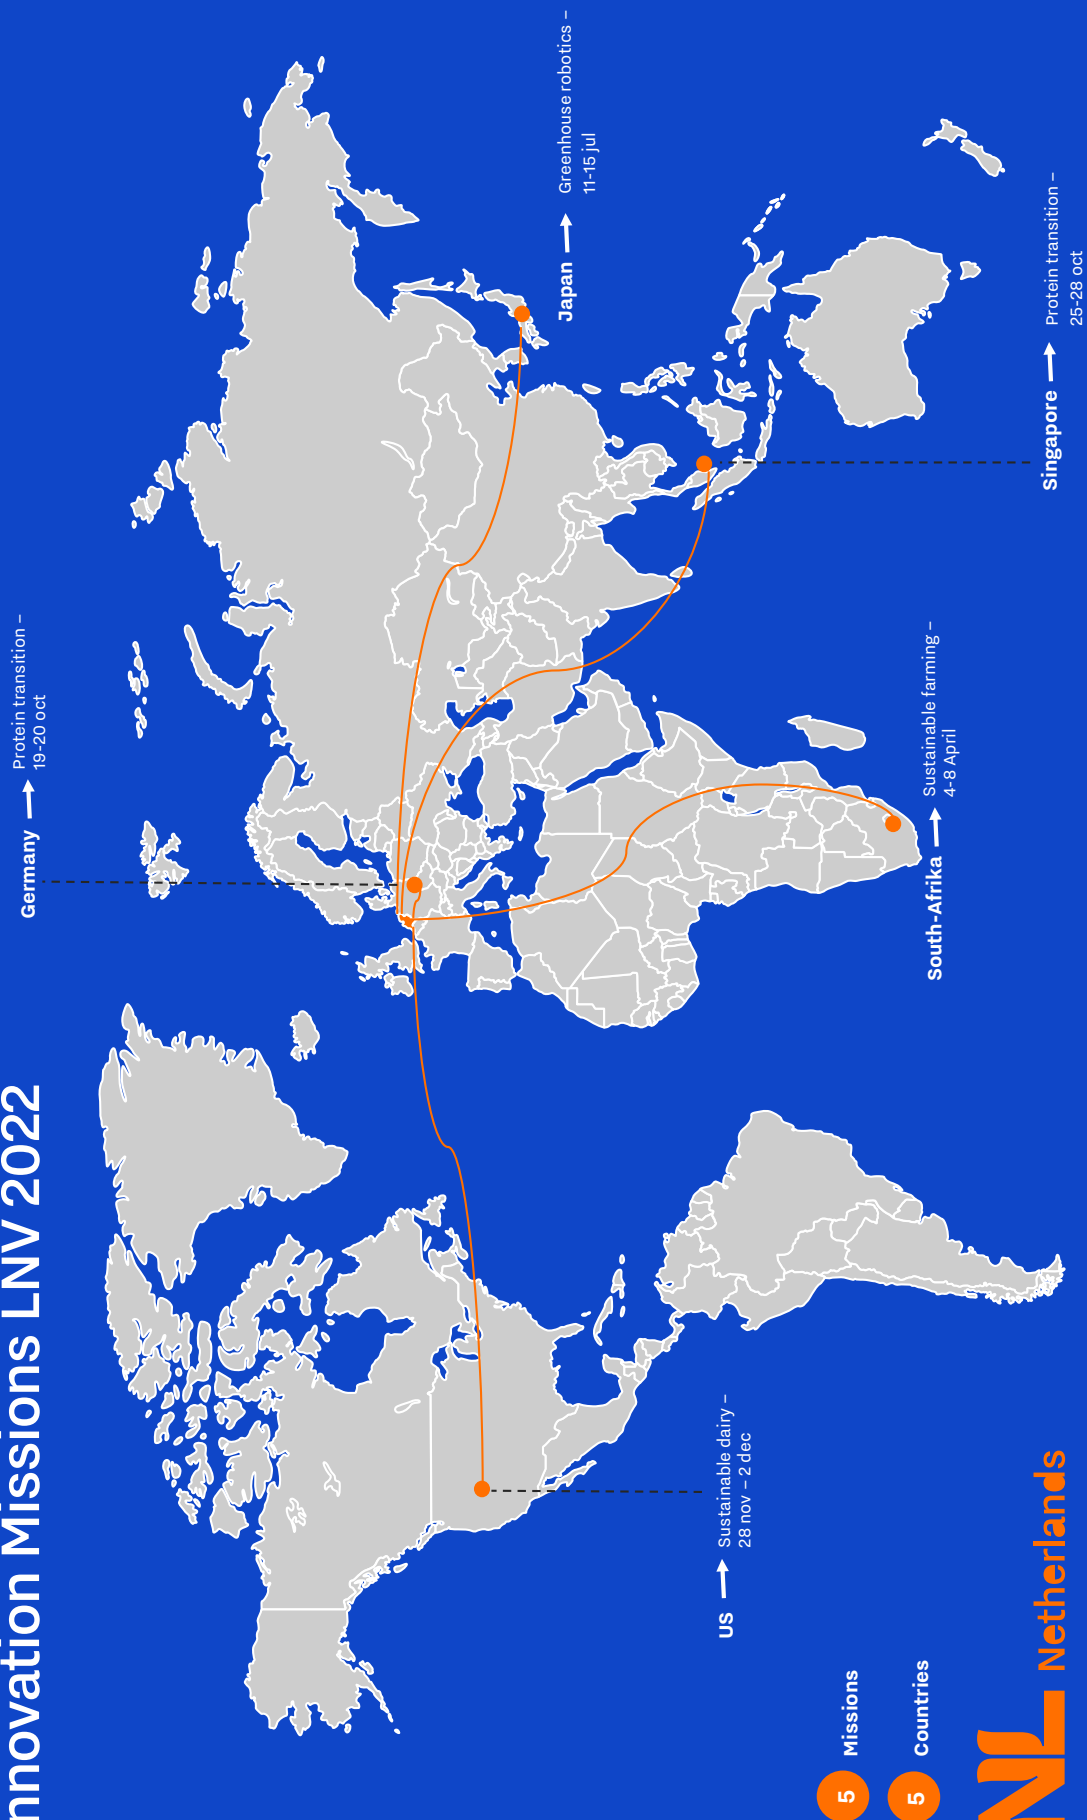 nnovation Missions LNV 2022
Germany → Protein transition –
19-20 oct
Japan → Greenhouse robotics –
11-15 jul
US → Sustainable dairy –
28 nov – 2 dec
South-Afrika → Sustainable farming –
4-8 April
Singapore → Protein transition –
25-28 oct
5 Missions
5 Countries
NL Netherlands